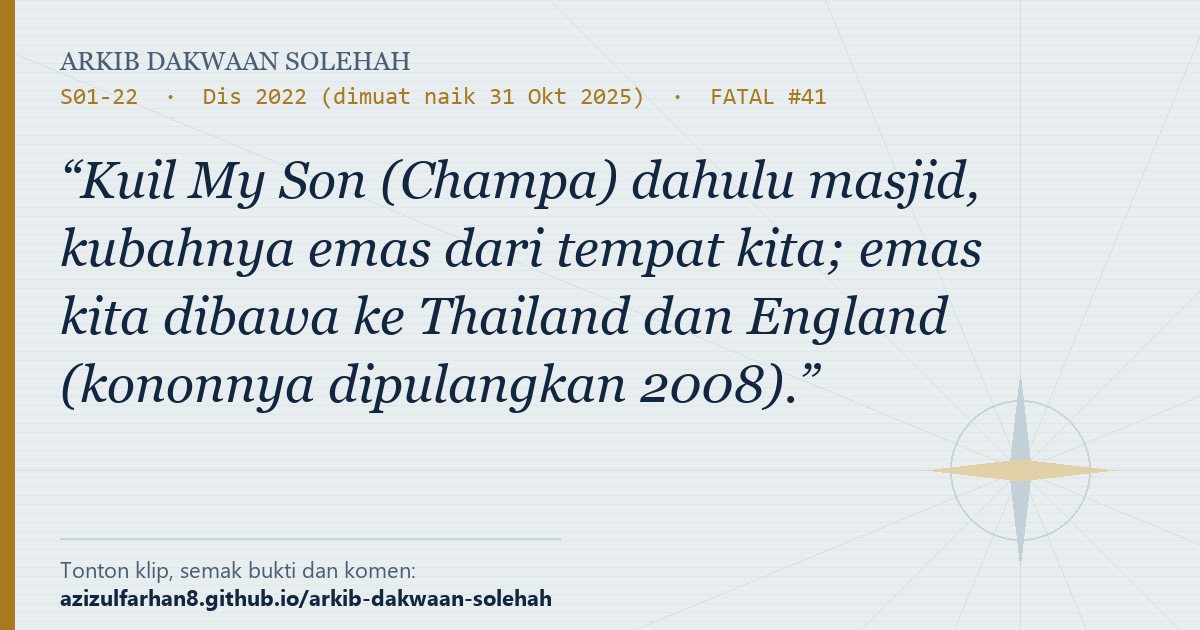 ARKIB DAKWAAN SOLEHAH
S01-22 · Dis 2022 (dimuat naik 31 Okt 2025) · FATAL #41
“Kuil My Son (Champa) dahulu masjid,
kubahnya emas dari tempat kita; emas
kita dibawa ke Thailand dan England
(kononnya dipulangkan 2008).”
Tonton klip, semak bukti dan komen:
azizulfarhan8.github.io/arkib-dakwaan-solehah